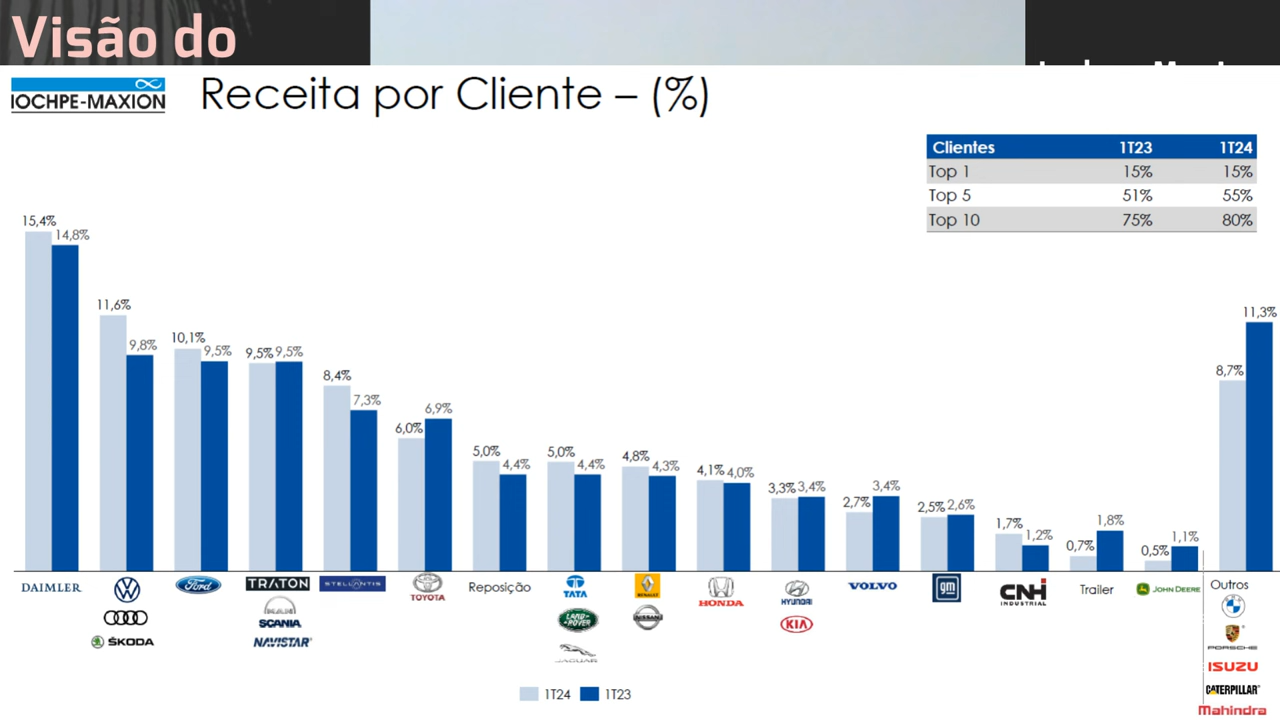 Visão do
IOCHPE-MAXION
Receita por Cliente – (%)
Clientes 1T23 1T24
Top 1 15% 15%
Top 5 51% 55%
Top 10 75% 80%
15,4% 14,8%
11,6% 9,8%
10,1% 9,5%
9,5% 9,5%
8,4% 7,3%
6,0% 6,9%
5,0% 4,4%
5,0% 4,4%
4,8% 4,3%
4,1% 4,0%
3,3% 3,4%
2,7% 3,4%
2,5% 2,6%
1,7% 1,2%
0,7% 1,8%
0,5% 1,1%
8,7% 11,3%
DAIMLER
ŠKODA
Ford
TRATON
MAN
SCANIA
NAVISTAR
STELLANTIS
TOYOTA
Reposição
TATA
LAND ROVER
JAGUAR
RENAULT
NISSAN
HONDA
HYUNDAI
KIA
VOLVO
gm
CNH
INDUSTRIAL
Trailer
JOHN DEERE
Outros
PORSCHE
ISUZU
CATERPILLAR
Mahindra
1T24 1T23